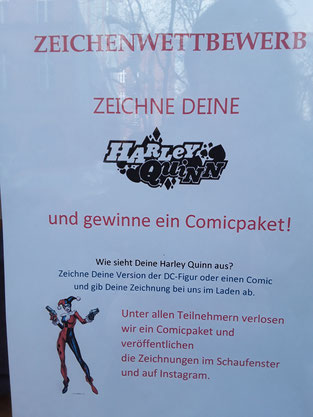 ZEICHENWETTBEWERB
ZEICHNE DEINE
HARLEY
QUINN
und gewinne ein Comicpaket!
Wie sieht Deine Harley Quinn aus?
Zeichne Deine Version der DC-Figur oder einen Comic
und gib Deine Zeichnung bei uns im Laden ab.
Unter allen Teilnehmern verlosen
wir ein Comicpaket und
veröffentlichen
die Zeichnungen im Schaufenster
und auf Instagram.